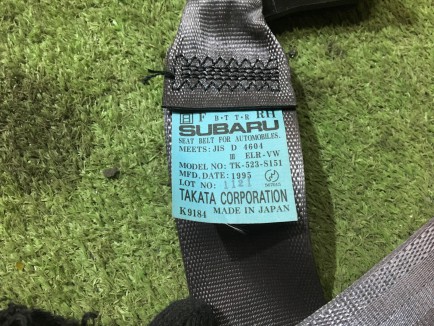 F B·T T·R RH
SUBARU
SEAT BELT FOR AUTOMOBILES.
MEETS: JIS D 4604
III ELR-VW
MODEL NO: TK-523-S151
MFD. DATE: 1995
LOT NO: 1121
TAKATA CORPORATION
K9184 MADE IN JAPAN